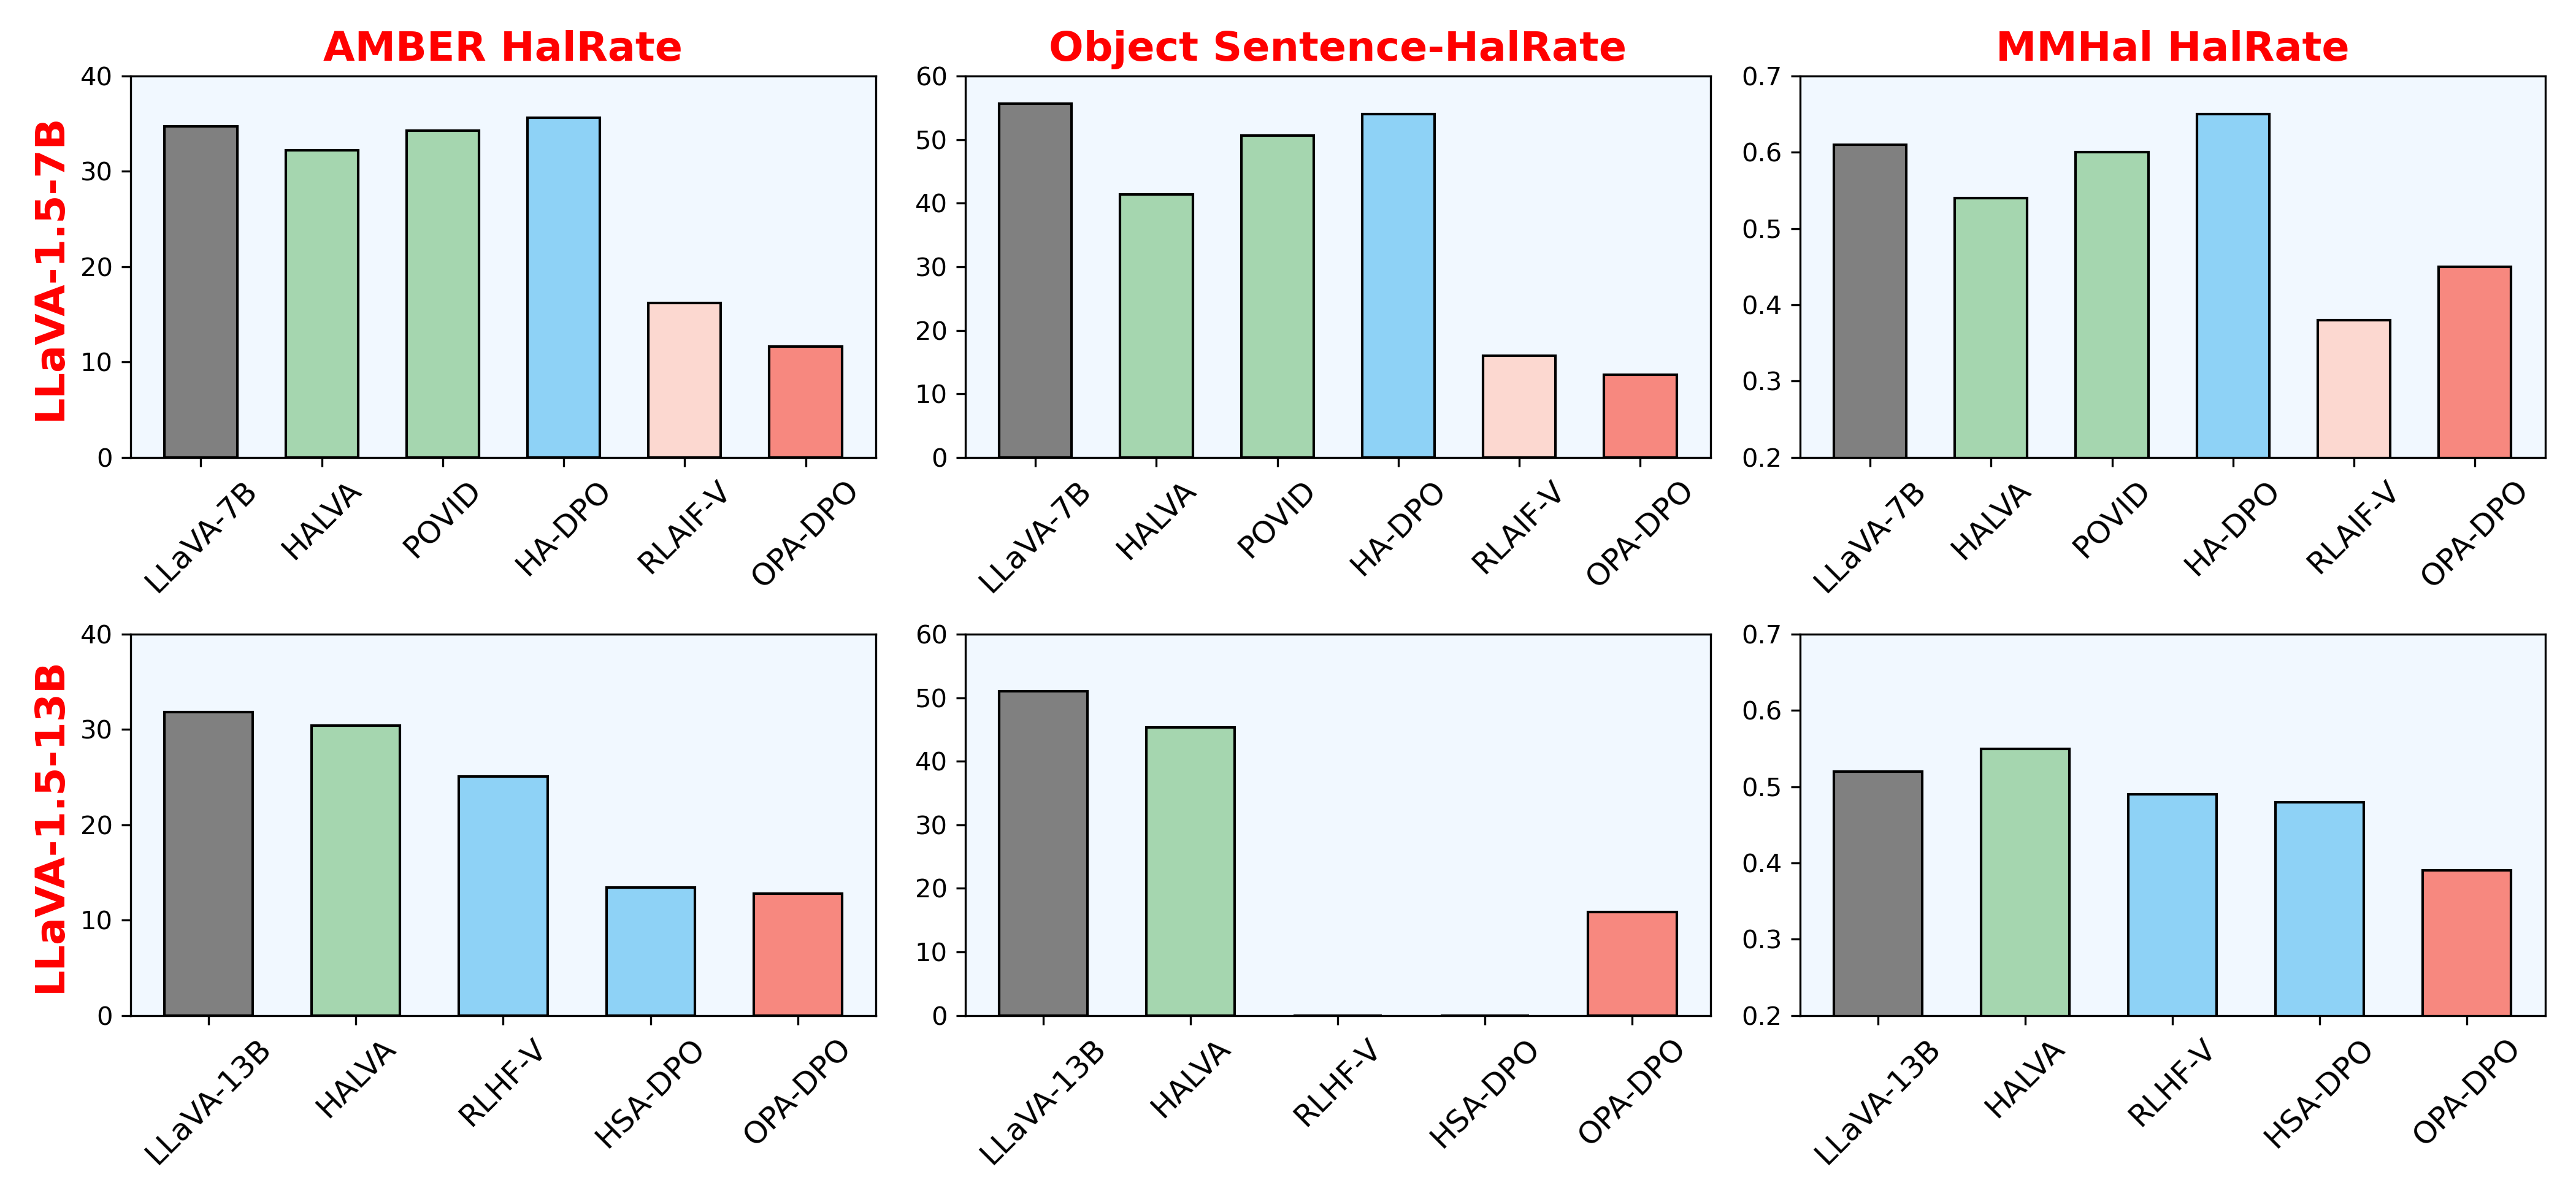 AMBER HalRate
Object Sentence-HalRate
MMHal HalRate
LLaVA-1.5-7B
40
30
20
10
0
LLaVA-7B
HALVA
POVID
HA-DPO
RLAIF-V
OPA-DPO
60
50
40
30
20
10
0
LLaVA-7B
HALVA
POVID
HA-DPO
RLAIF-V
OPA-DPO
0.7
0.6
0.5
0.4
0.3
0.2
LLaVA-7B
HALVA
POVID
HA-DPO
RLAIF-V
OPA-DPO
LLaVA-1.5-13B
40
30
20
10
0
LLaVA-13B
HALVA
RLHF-V
HSA-DPO
OPA-DPO
60
50
40
30
20
10
0
LLaVA-13B
HALVA
RLHF-V
HSA-DPO
OPA-DPO
0.7
0.6
0.5
0.4
0.3
0.2
LLaVA-13B
HALVA
RLHF-V
HSA-DPO
OPA-DPO